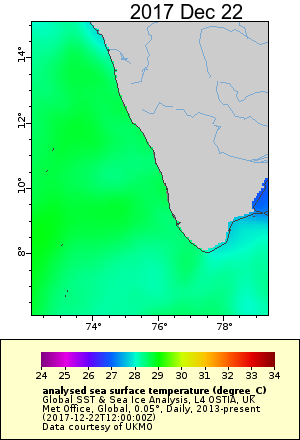 2017 Dec 22
14°
12°
10°
8°
74° 76° 78°
24 25 26 27 28 29 30 31 32 33 34
analysed sea surface temperature (degree_C)
Global SST & Sea Ice Analysis, L4 OSTIA, UK
Met Office, Global, 0.05°, Daily, 2013-present
(2017-12-22T12:00:00Z)
Data courtesy of UKMO